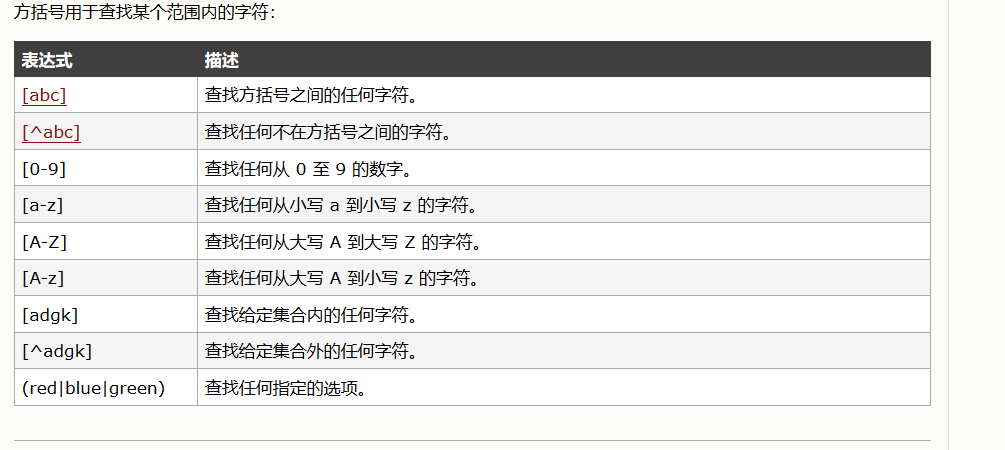 方括号用于查找某个范围内的字符：
表达式 描述
[abc] 查找方括号之间的任何字符。
[^abc] 查找任何不在方括号之间的字符。
[0-9] 查找任何从 0 至 9 的数字。
[a-z] 查找任何从小写 a 到小写 z 的字符。
[A-Z] 查找任何从大写 A 到大写 Z 的字符。
[A-z] 查找任何从大写 A 到小写 z 的字符。
[adgk] 查找给定集合内的任何字符。
[^adgk] 查找给定集合外的任何字符。
(red|blue|green) 查找任何指定的选项。